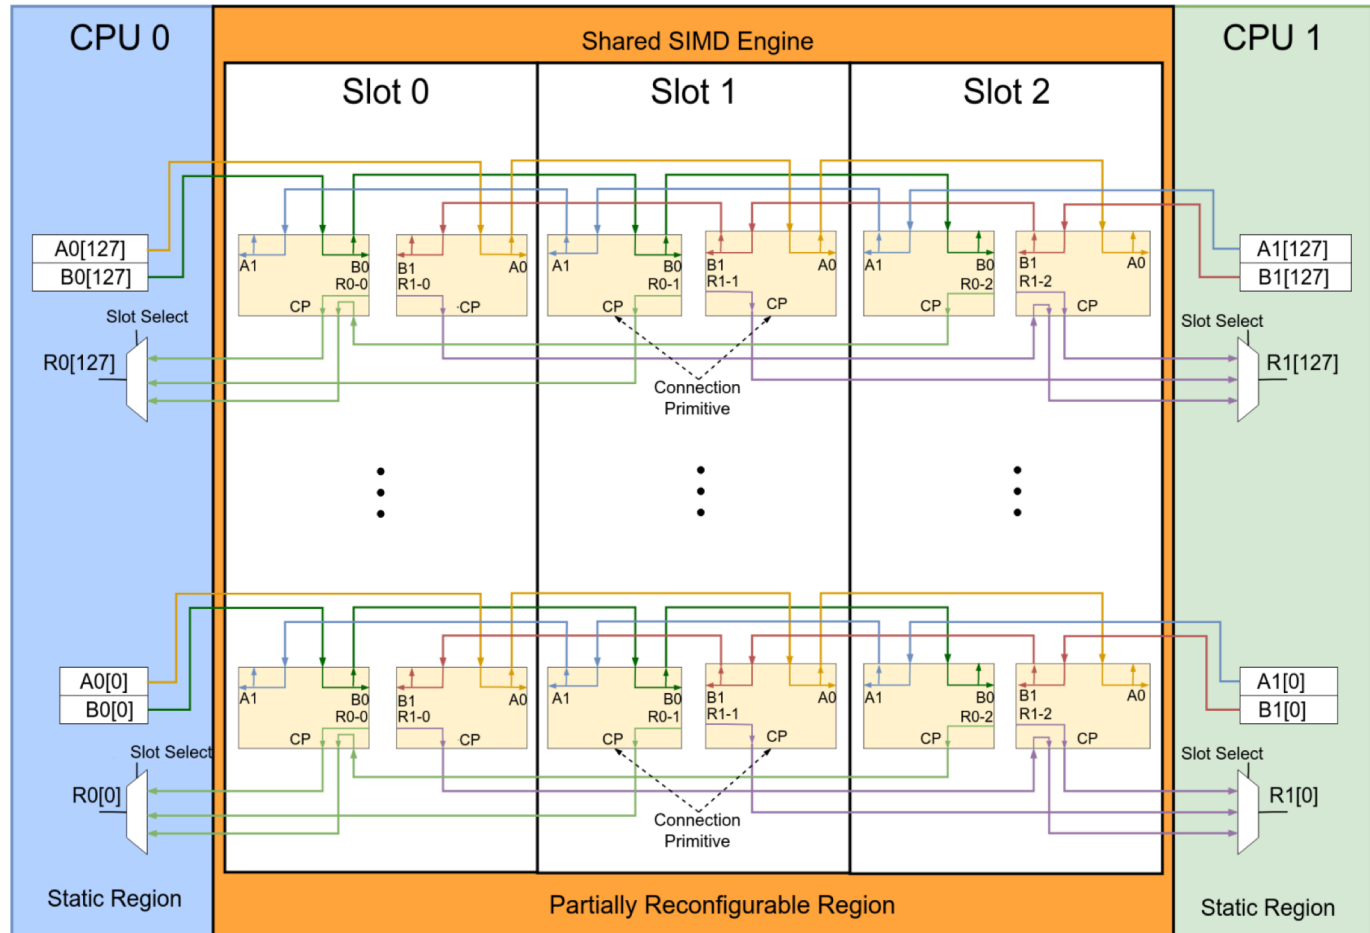 CPU 0
Shared SIMD Engine
CPU 1
Slot 0
Slot 1
Slot 2
A0[127]
B0[127]
A1[127]
B1[127]
A1
B0
R0-0
CP
B1
A0
R1-0
CP
A1
B0
R0-1
CP
B1
A0
R1-1
CP
A1
B0
R0-2
CP
B1
A0
R1-2
CP
Slot Select
R0[127]
Slot Select
R1[127]
Connection
Primitive
A0[0]
B0[0]
A1[0]
B1[0]
A1
B0
R0-0
CP
B1
A0
R1-0
CP
A1
B0
R0-1
CP
B1
A0
R1-1
CP
A1
B0
R0-2
CP
B1
A0
R1-2
CP
Slot Select
R0[0]
Slot Select
R1[0]
Connection
Primitive
Static Region
Partially Reconfigurable Region
Static Region